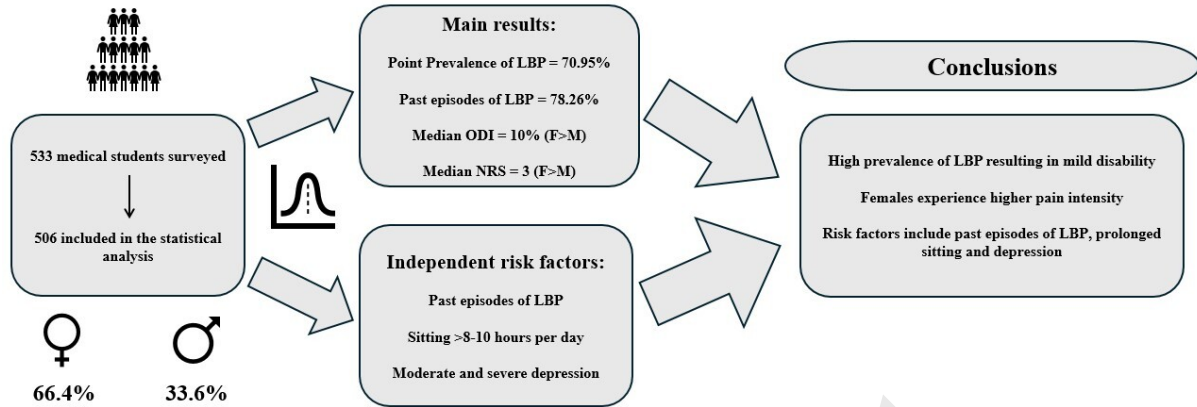 533 medical students surveyed
506 included in the statistical
analysis
66.4%
33.6%
Main results:
Point Prevalence of LBP = 70.95%
Past episodes of LBP = 78.26%
Median ODI = 10% (F>M)
Median NRS = 3 (F>M)
Independent risk factors:
Past episodes of LBP
Sitting >8-10 hours per day
Moderate and severe depression
Conclusions
High prevalence of LBP resulting in mild disability
Females experience higher pain intensity
Risk factors include past episodes of LBP, prolonged
sitting and depression